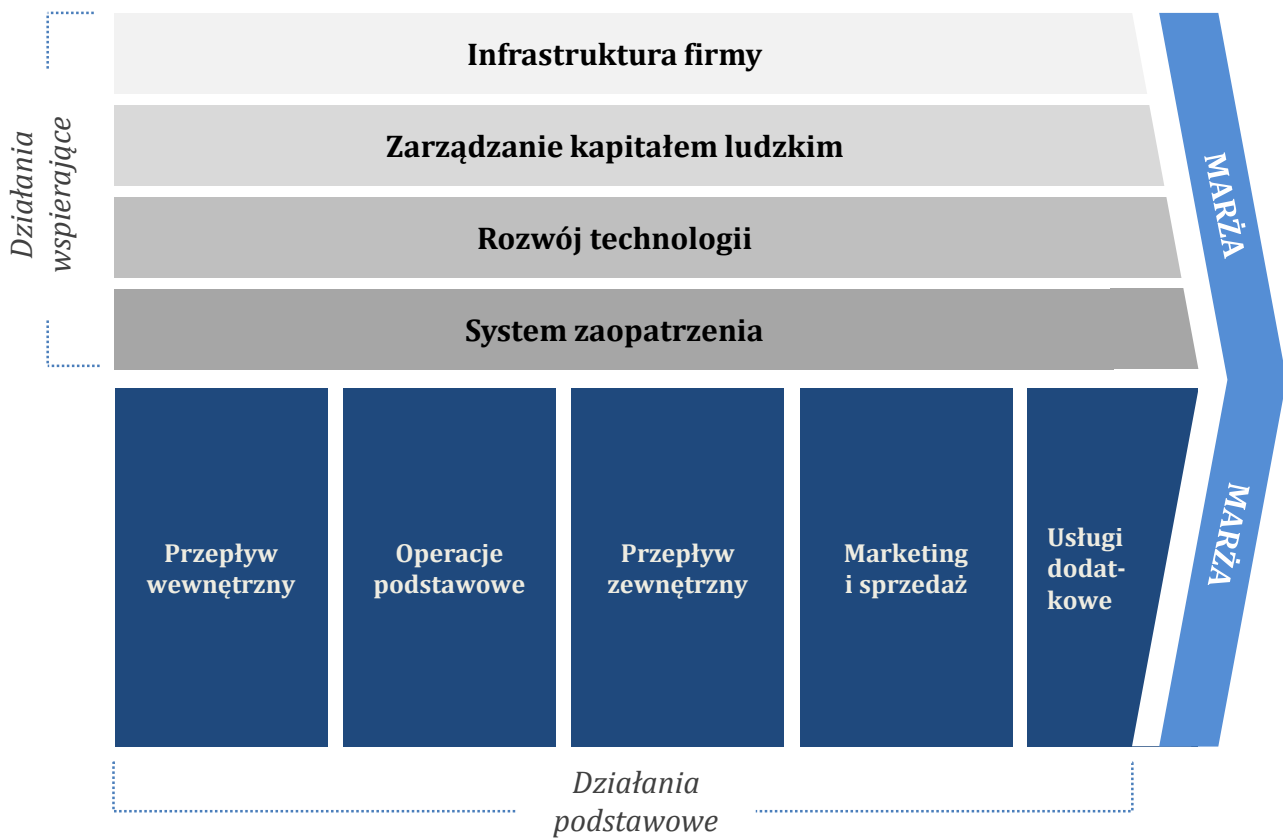 Działania
wspierające
Infrastruktura firmy
Zarządzanie kapitałem ludzkim
Rozwój technologii
System zaopatrzenia
MARŻA
Przepływ
wewnętrzny
Operacje
podstawowe
Przepływ
zewnętrzny
Marketing
i sprzedaż
Usługi
dodat-
kowe
MARŻA
Działania
podstawowe